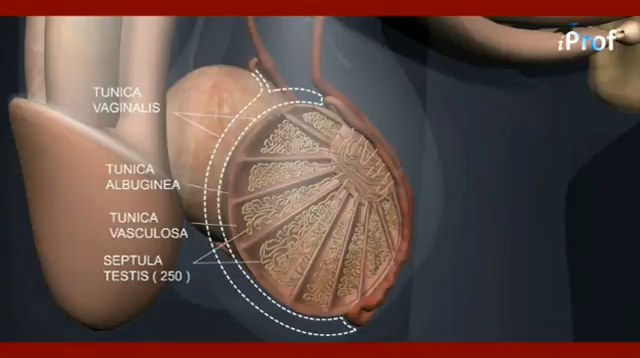 iProf
TUNICA
VAGINALIS
TUNICA
ALBUGINEA
TUNICA
VASCULOSA
SEPTULA
TESTIS ( 250 )